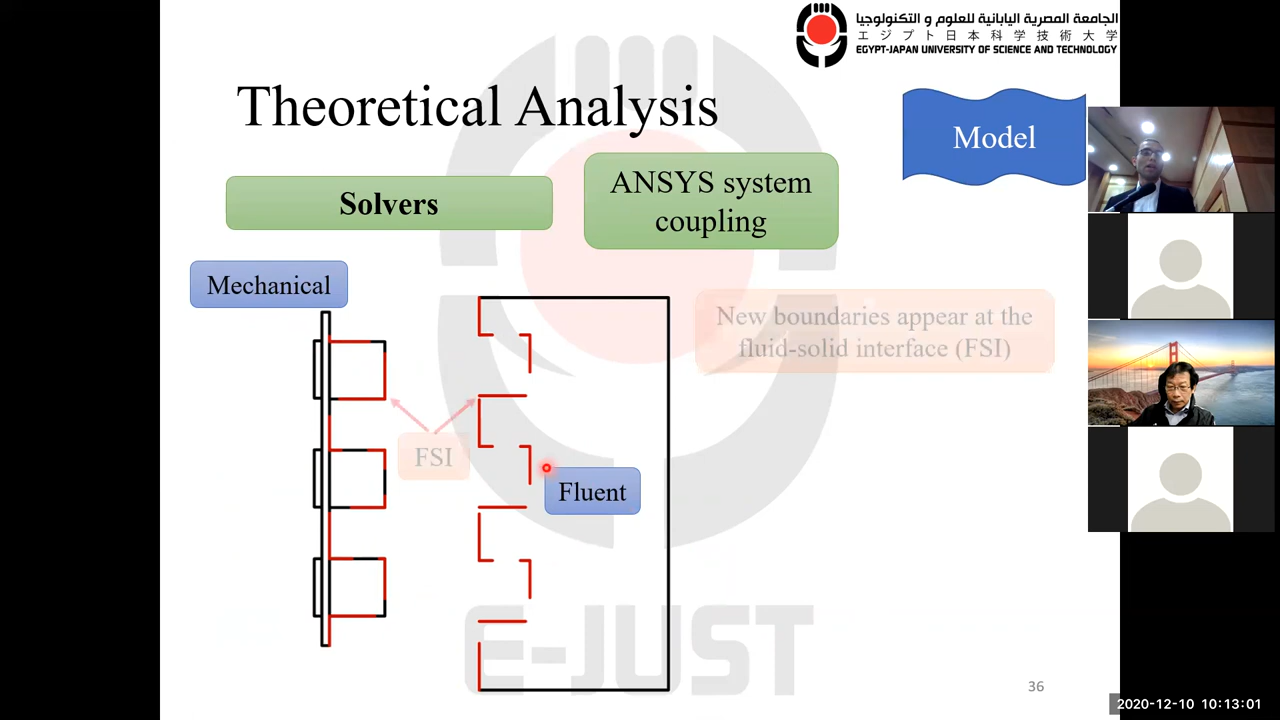 الجامعة المصرية اليابانية للعلوم و التكنولوجيا
エジプト日本科学技術大学
EGYPT-JAPAN UNIVERSITY OF SCIENCE AND TECHNOLOGY
Theoretical Analysis
Model
Solvers
ANSYS system
coupling
Mechanical
New boundaries appear at the
fluid-solid interface (FSI)
FSI
Fluent
E-JUST
36
2020-12-10 10:13:01